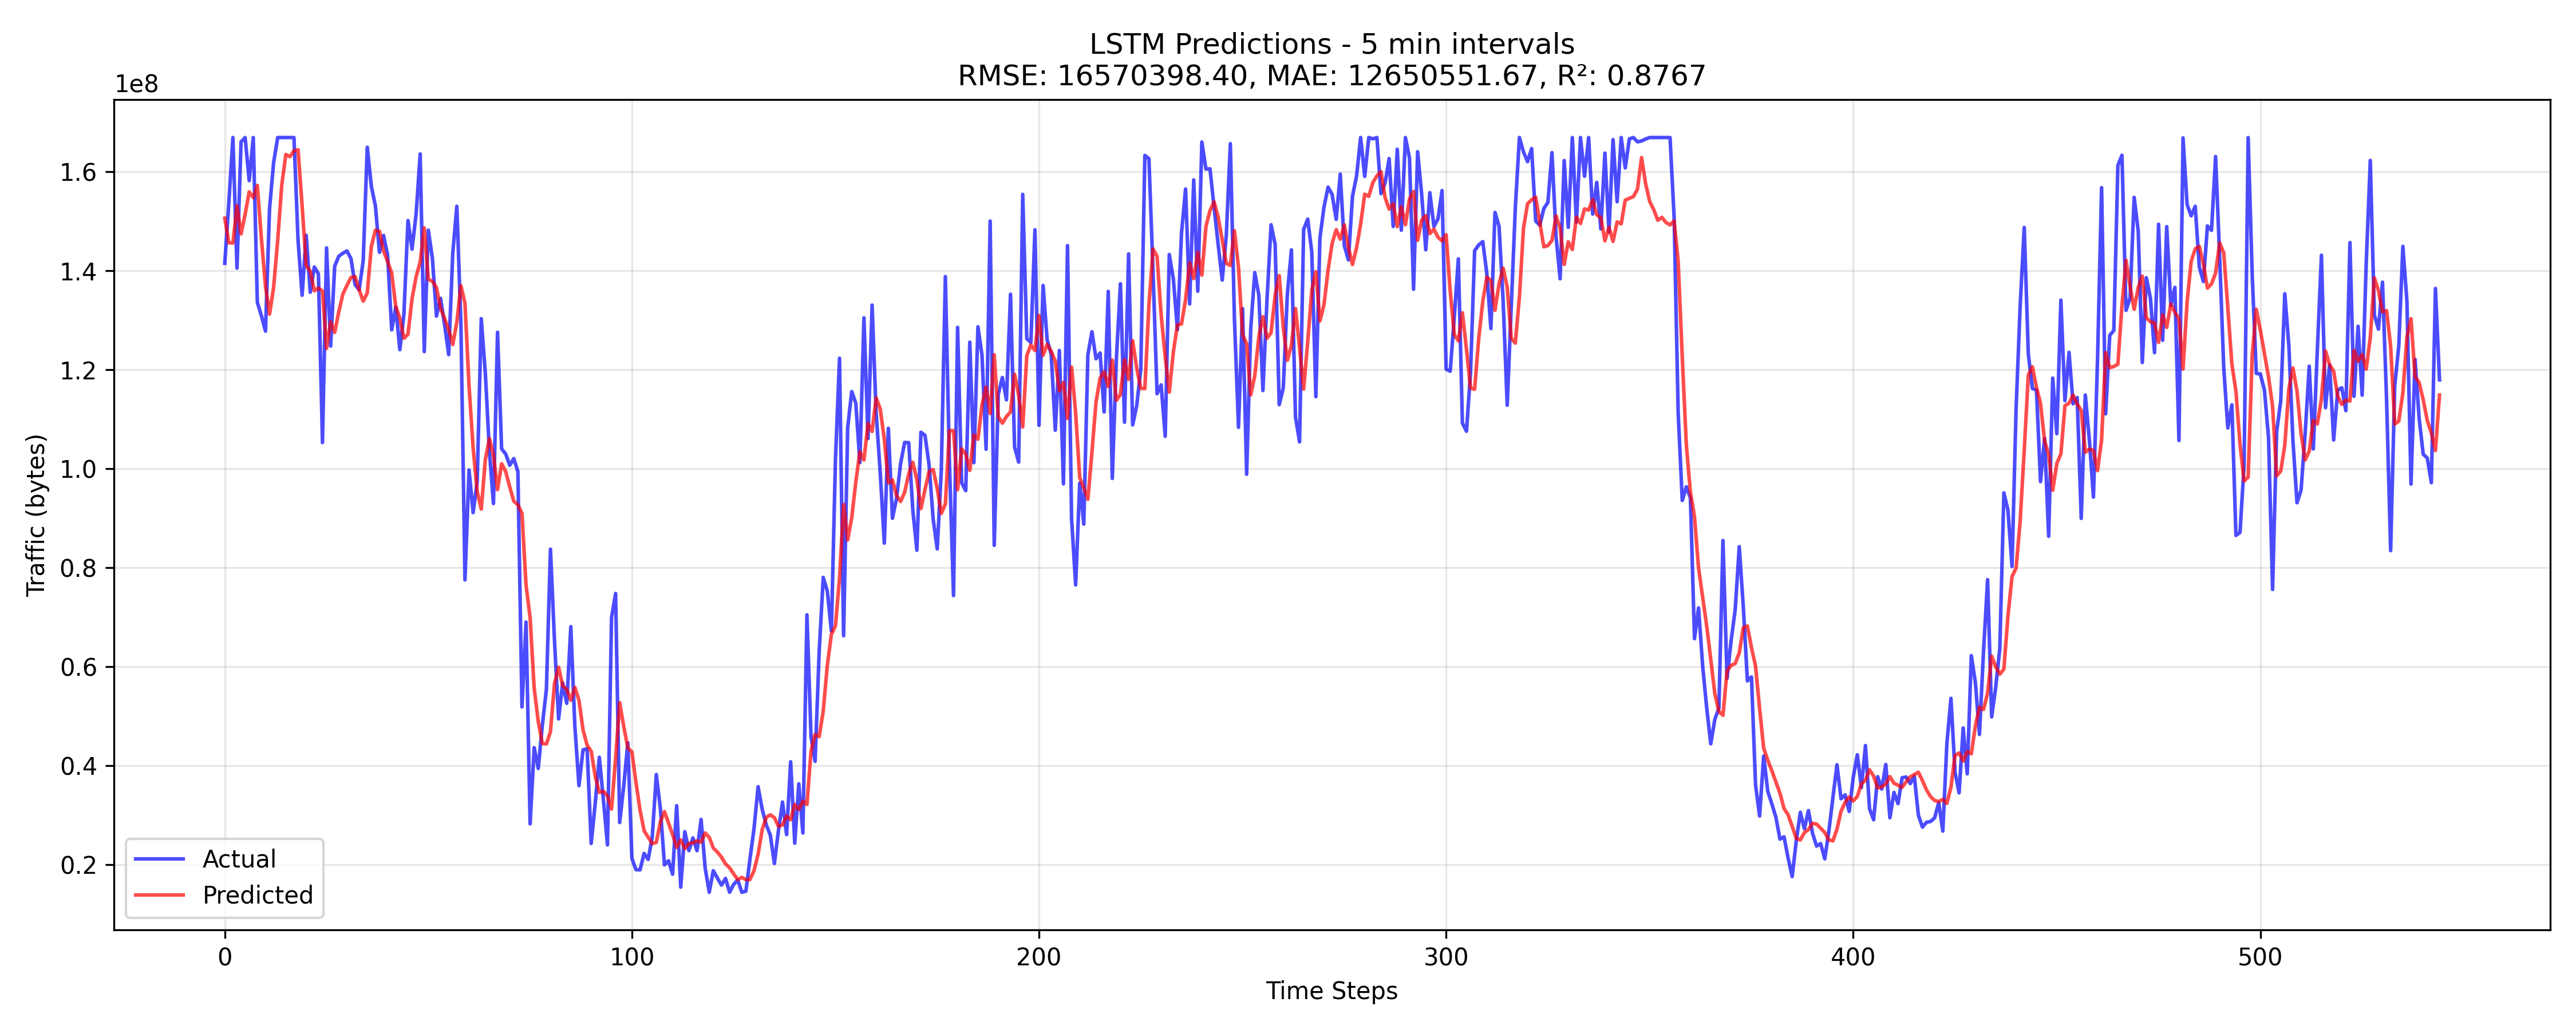 LSTM Predictions - 5 min intervals
RMSE: 16570398.40, MAE: 12650551.67, R²: 0.8767
1e8
1.6
1.4
1.2
1.0
0.8
0.6
0.4
0.2
Traffic (bytes)
Actual
Predicted
0 100 200 300 400 500
Time Steps